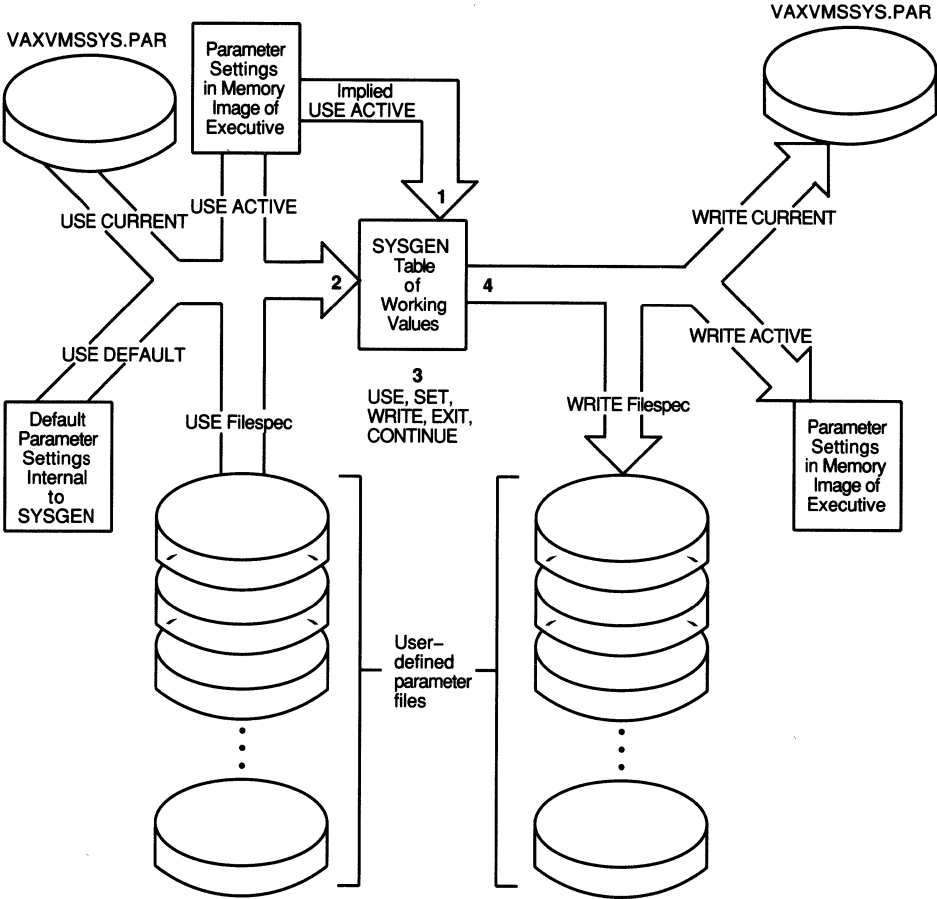 VAXVMSSYS.PAR
VAXVMSSYS.PAR
Parameter
Settings
in Memory
Image of
Executive
Implied
USE ACTIVE
USE CURRENT
USE ACTIVE
1
WRITE CURRENT
SYSGEN
Table
of
Working
Values
2
4
USE DEFAULT
WRITE ACTIVE
3
USE, SET,
WRITE, EXIT,
CONTINUE
USE Filespec
WRITE Filespec
Default
Parameter
Settings
Internal
to
SYSGEN
Parameter
Settings
in Memory
Image of
Executive
User–
defined
parameter
files